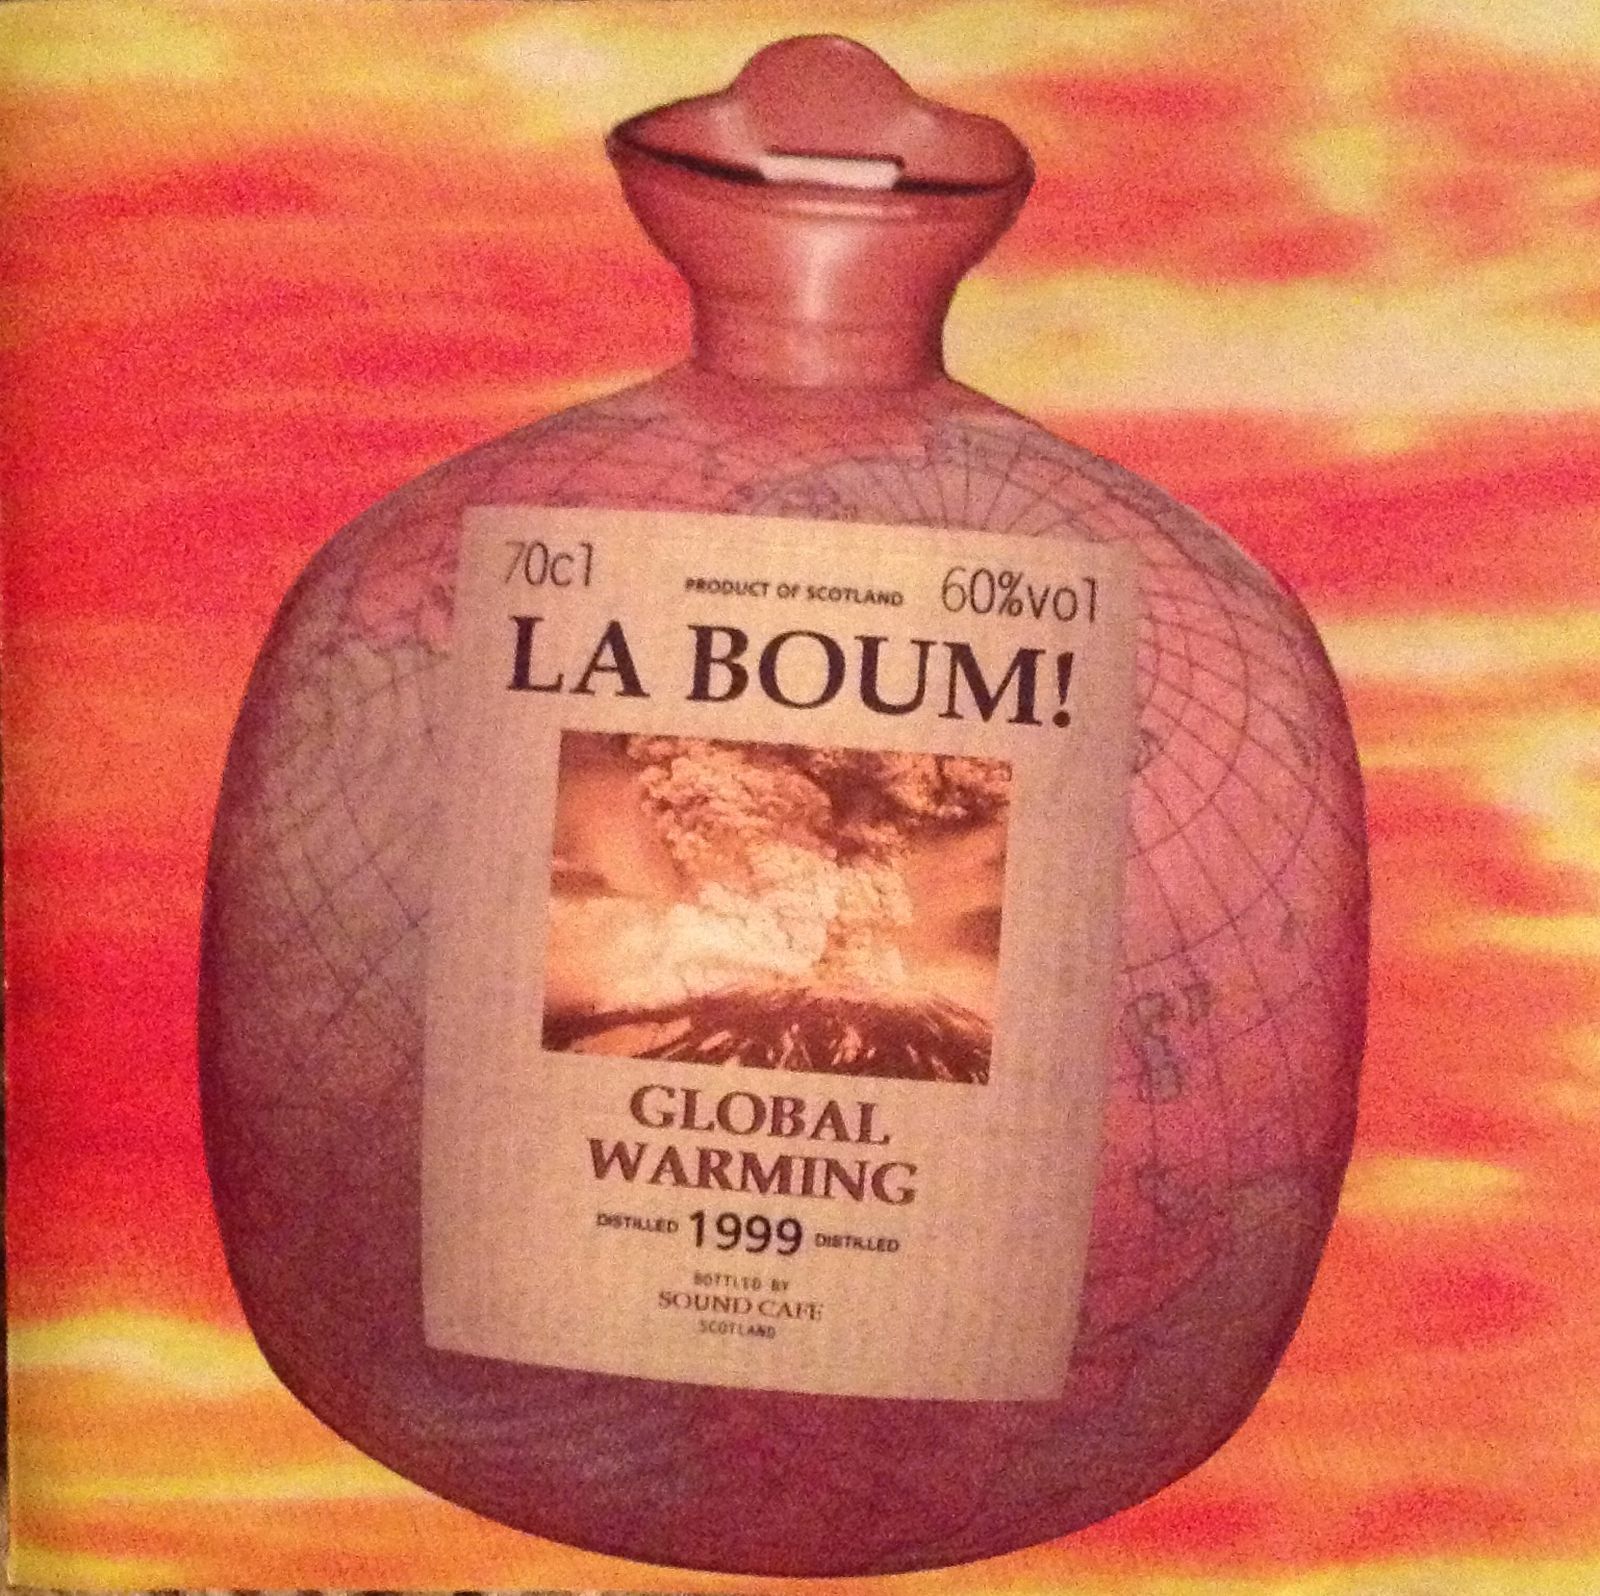 70cl
PRODUCT OF SCOTLAND
60%vol
LA BOUM!
GLOBAL
WARMING
DISTILLED 1999 DISTILLED
BOTTLED BY
SOUND CAFE
SCOTLAND